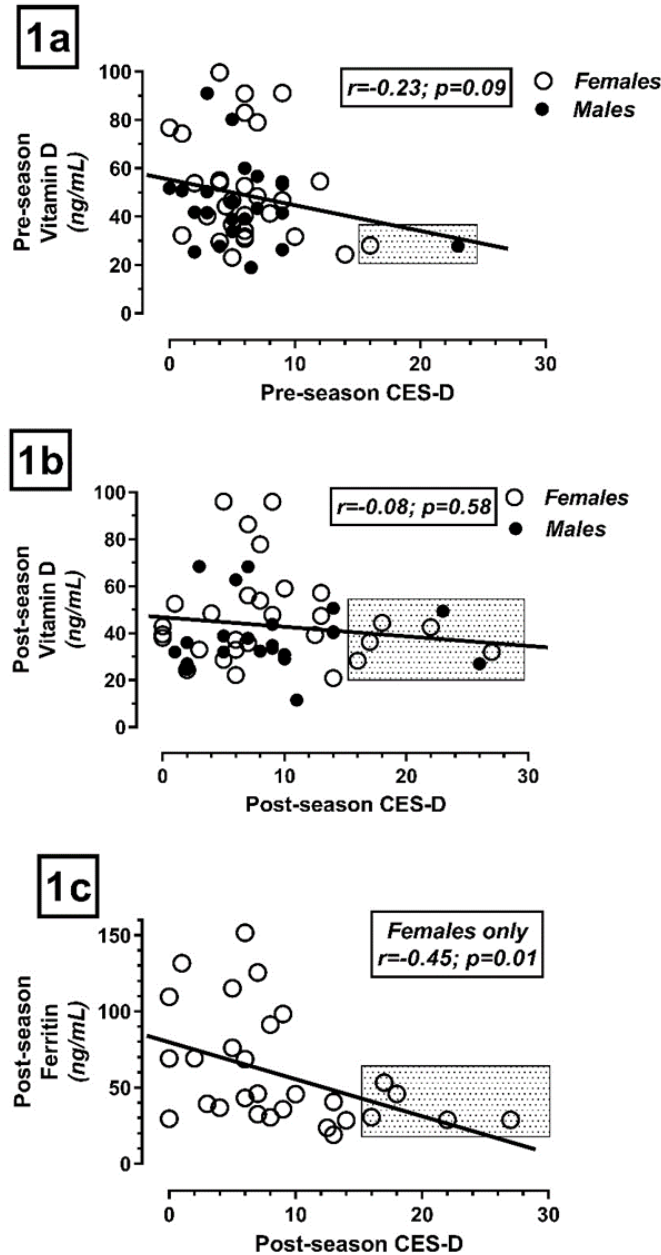 1a
r=-0.23; p=0.09
Females
Males
Pre-season
Vitamin D
(ng/mL)
100
80
60
40
20
0
0 10 20 30
Pre-season CES-D
1b
r=-0.08; p=0.58
Females
Males
Post-season
Vitamin D
(ng/mL)
100
80
60
40
20
0
0 10 20 30
Post-season CES-D
1c
Females only
r=-0.45; p=0.01
Post-season
Ferritin
(ng/mL)
150
100
50
0
0 10 20 30
Post-season CES-D